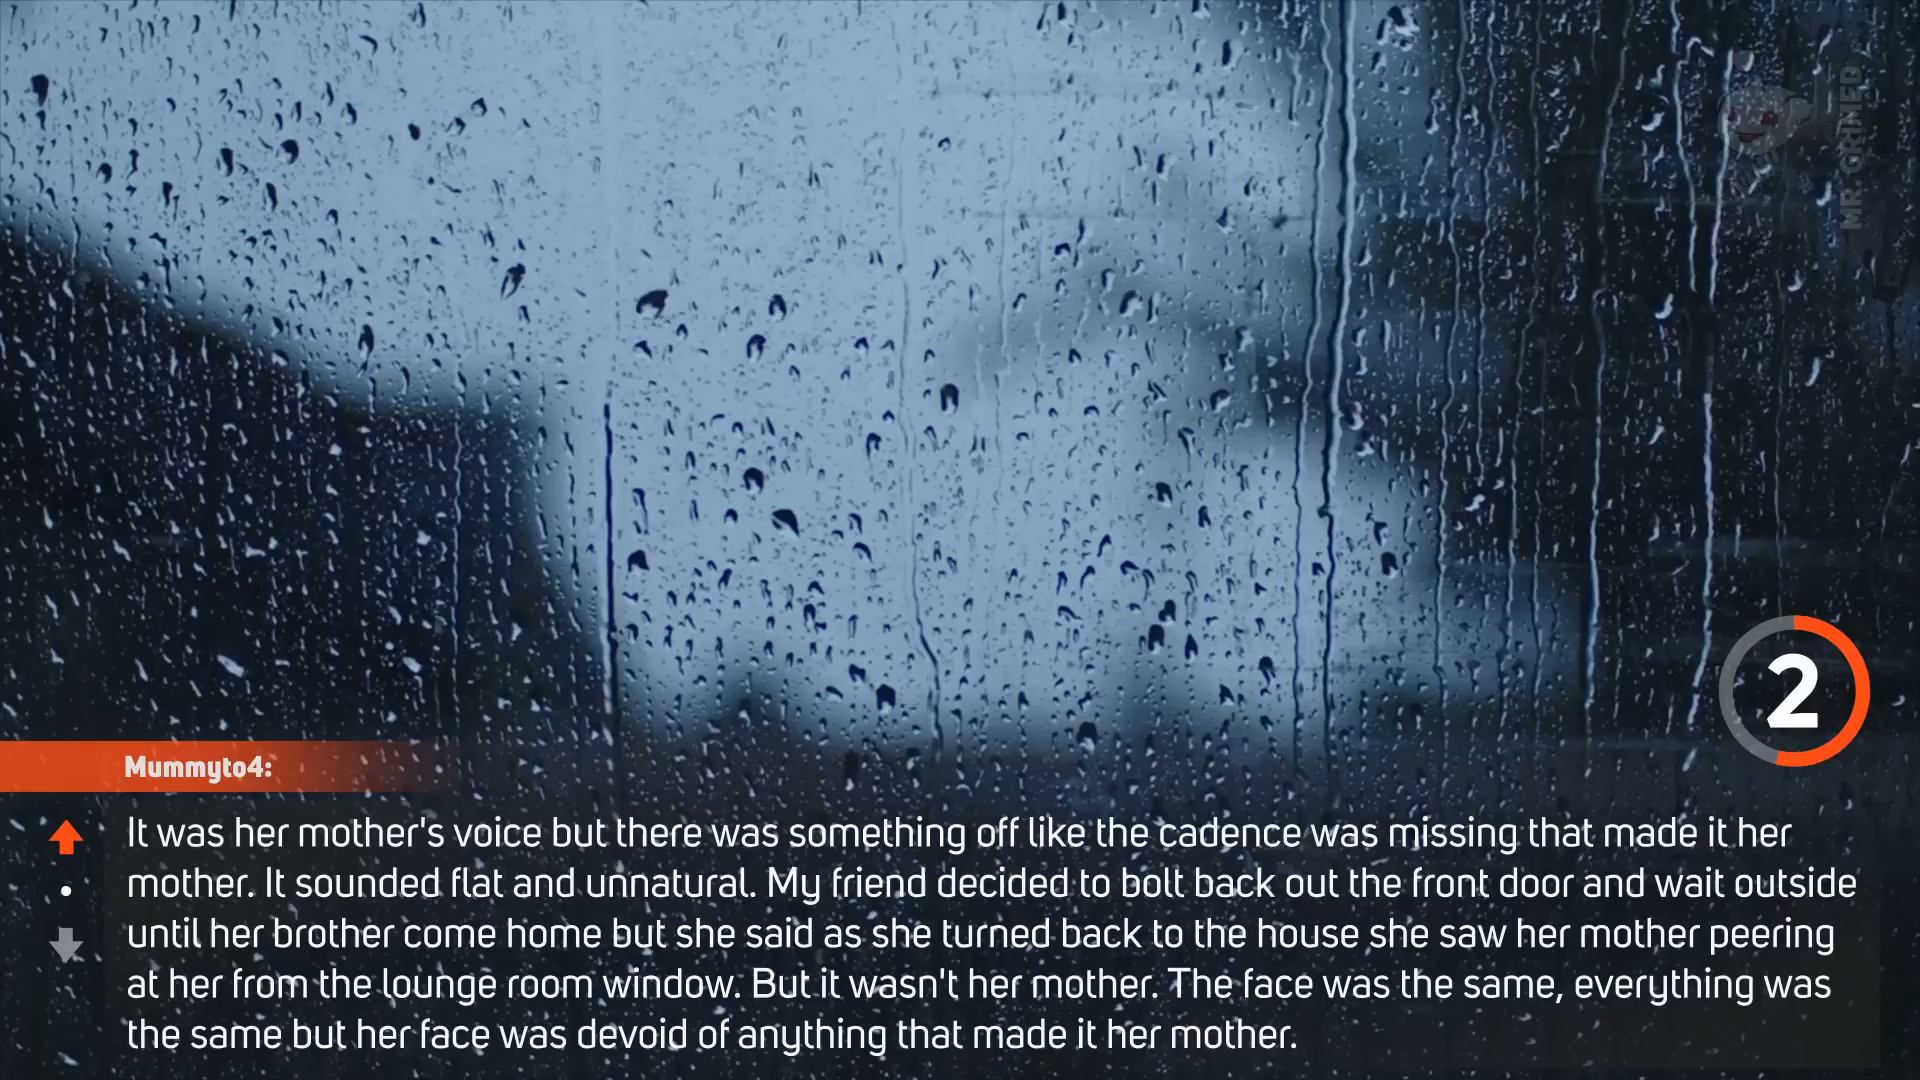 MR. GRINED
2
Mummyto4:
It was her mother's voice but there was something off like the cadence was missing that made it her
mother. It sounded flat and unnatural. My friend decided to bolt back out the front door and wait outside
until her brother come home but she said as she turned back to the house she saw her mother peering
at her from the lounge room window. But it wasn't her mother. The face was the same, everything was
the same but her face was devoid of anything that made it her mother.